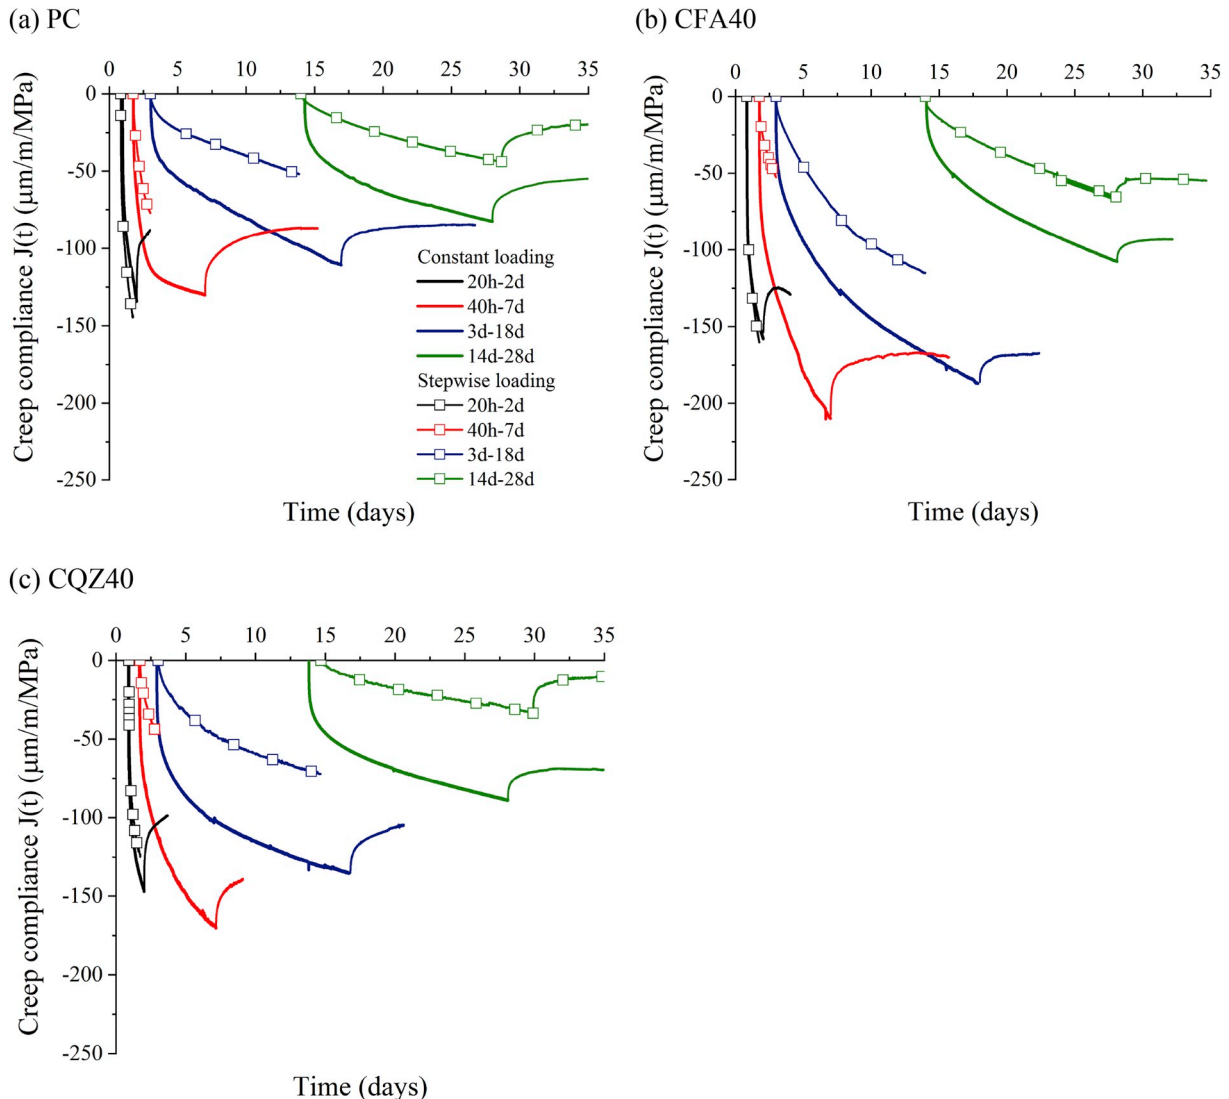 (a) PC
0 5 10 15 20 25 30 35
Creep compliance J(t) (μm/m/MPa)
0
-50
-100
-150
-200
-250
Constant loading
20h-2d
40h-7d
3d-18d
14d-28d
Stepwise loading
20h-2d
40h-7d
3d-18d
14d-28d
Time (days)
(b) CFA40
0 5 10 15 20 25 30 35
Creep compliance J(t) (μm/m/MPa)
0
-50
-100
-150
-200
-250
Time (days)
(c) CQZ40
0 5 10 15 20 25 30 35
Creep compliance J(t) (μm/m/MPa)
0
-50
-100
-150
-200
-250
Time (days)